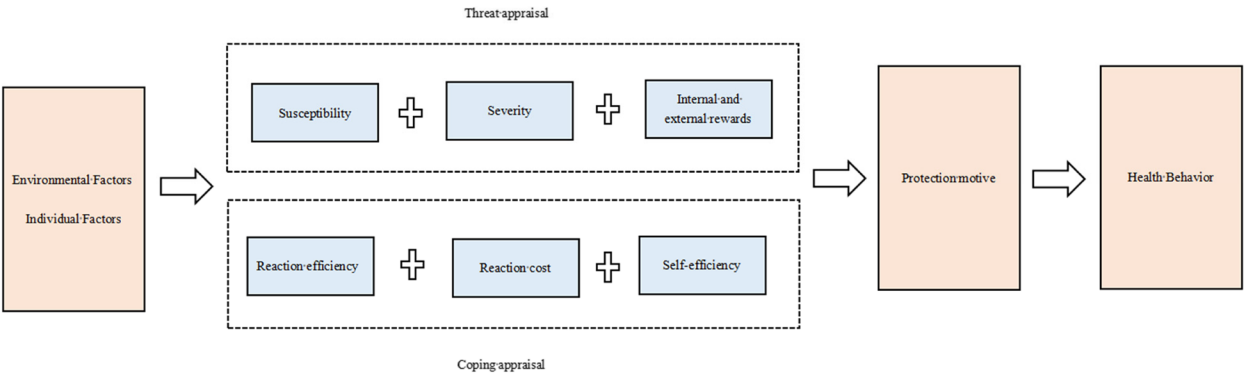 Threat appraisal
Environmental Factors
Individual Factors
Susceptibility
Severity
Internal and
external rewards
Reaction efficiency
Reaction cost
Self-efficiency
Coping appraisal
Protection motive
Health Behavior